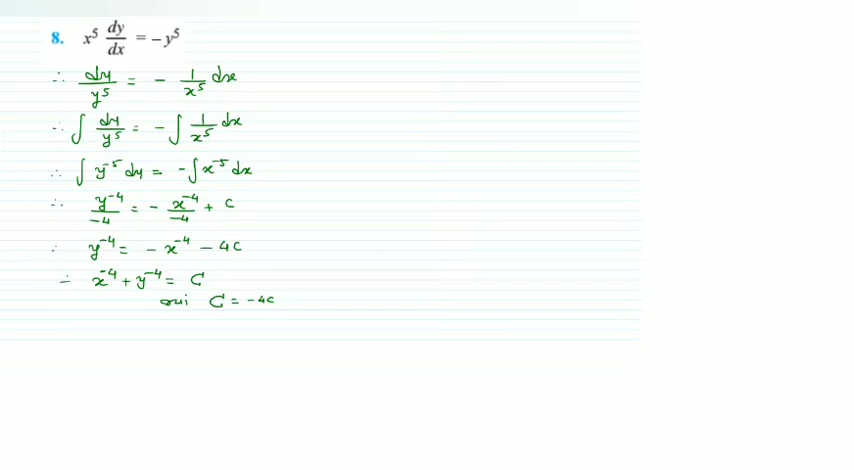 8. x⁵ dy/dx = -y⁵
∴ dy/y⁵ = - 1/x⁵ dx
∴ ∫ dy/y⁵ = - ∫ 1/x⁵ dx
∴ ∫ y⁻⁵ dy = -∫ x⁻⁵ dx
∴ y⁻⁴/-4 = - x⁻⁴/-4 + C
∴ y⁻⁴ = - x⁻⁴ - 4C
∴ x⁻⁴ + y⁻⁴ = C
C = -4C